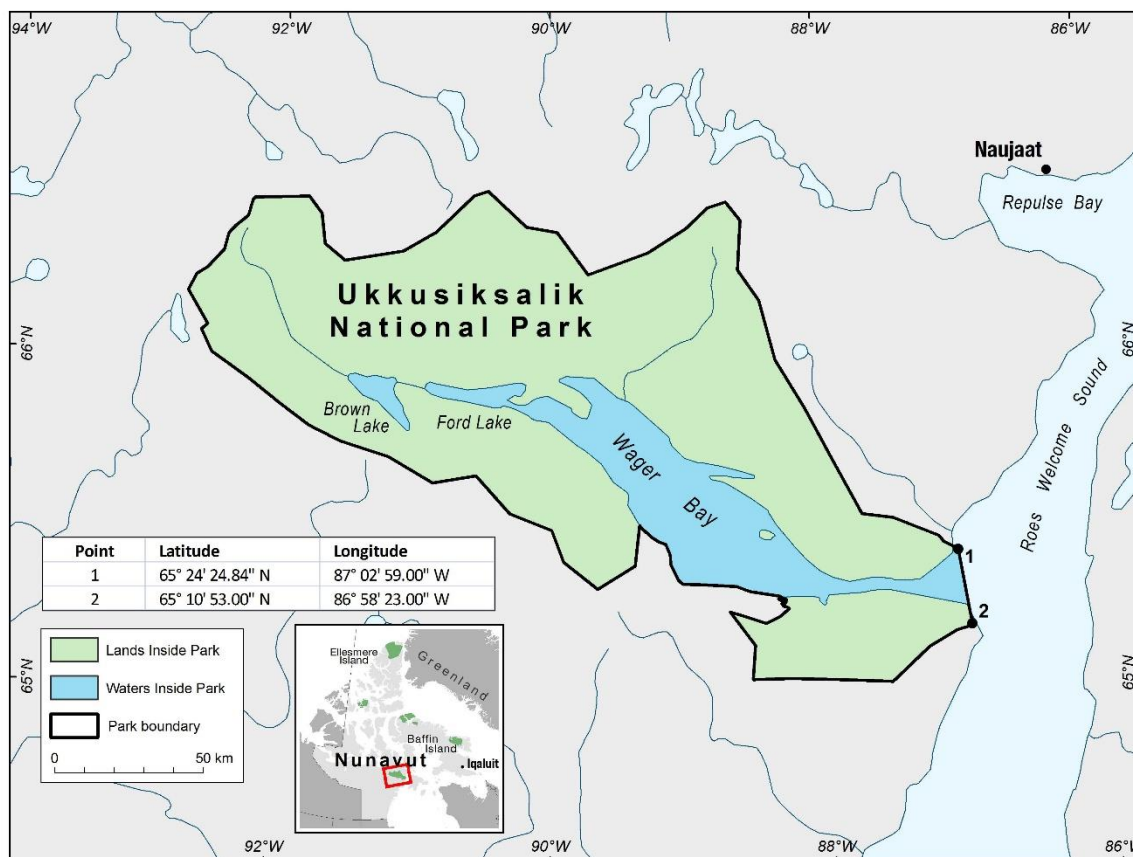 94°W 92°W 90°W 88°W 86°W
Naujaat
Repulse Bay
Ukkusiksalik
National Park
66°N
66°N
Brown
Lake
Ford Lake
Wager Bay
Roes Welcome Sound
Point Latitude Longitude
1 65° 24' 24.84" N 87° 02' 59.00" W
2 65° 10' 53.00" N 86° 58' 23.00" W
1
2
Lands Inside Park
Waters Inside Park
Park boundary
0 50 km
Ellesmere
Island
Greenland
Baffin
Island
Nunavut
Iqaluit
65°N
65°N
92°W 90°W 88°W 86°W